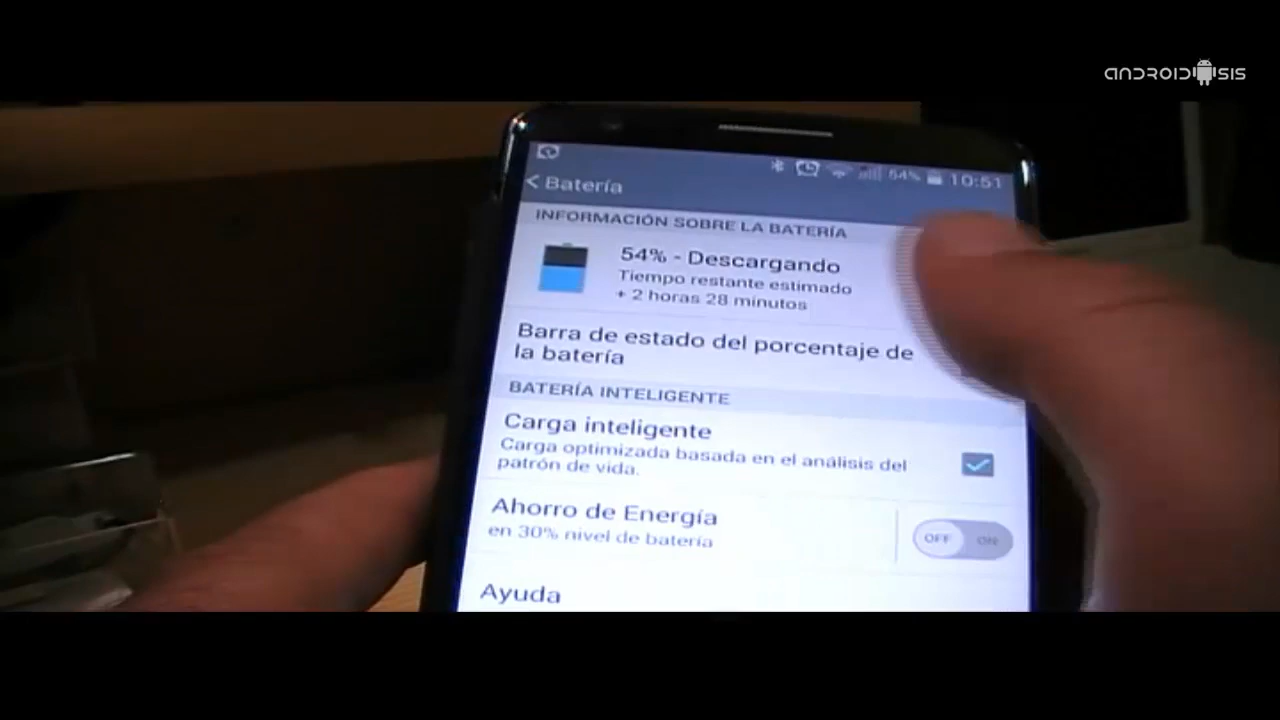 ANDROIDSIS
54% 10:51
< Batería
INFORMACIÓN SOBRE LA BATERÍA
54% - Descargando
Tiempo restante estimado
+ 2 horas 28 minutos
Barra de estado del porcentaje de
la batería
BATERÍA INTELIGENTE
Carga inteligente
Carga optimizada basada en el análisis del
patrón de vida.
Ahorro de Energía
en 30% nivel de batería
OFF ON
Ayuda